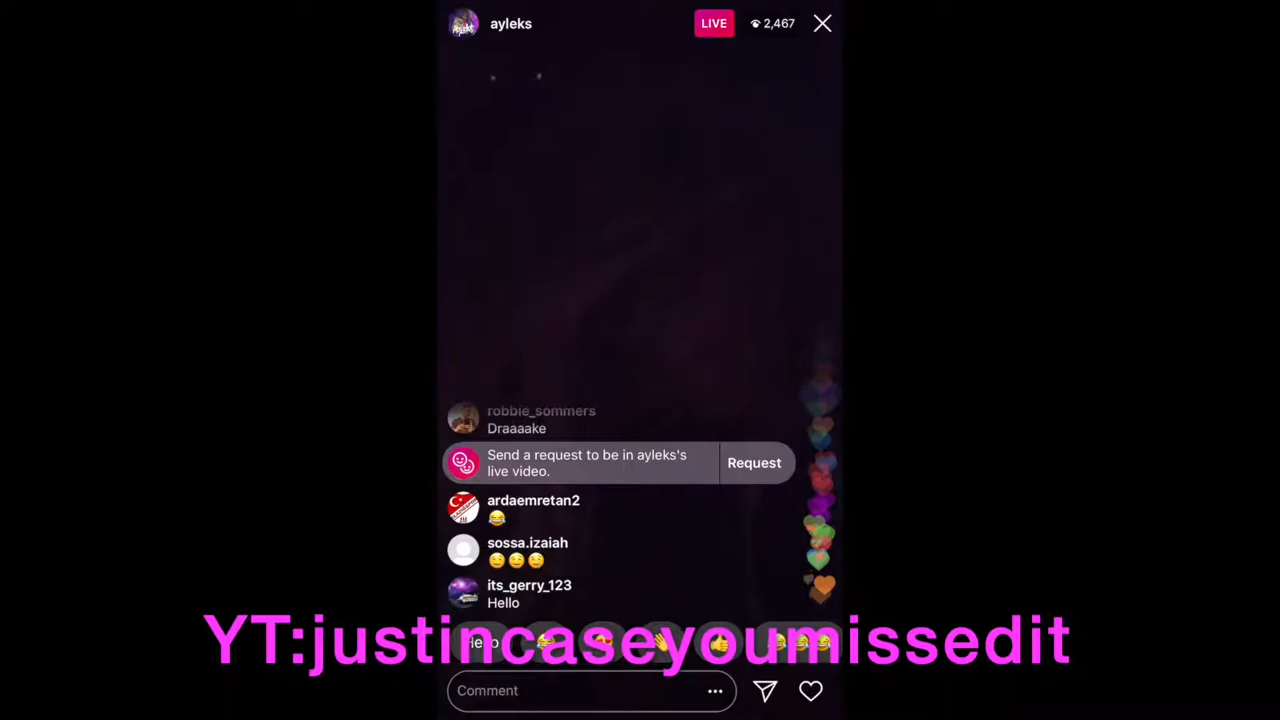 ayleks
LIVE
2,467
robbie_sommers
Draaaake
Send a request to be in ayleks's
live video.
Request
ardaemretan2
sossa.izaiah
its_gerry_123
Hello
Hello
YT:justincaseyoumissedit
Comment